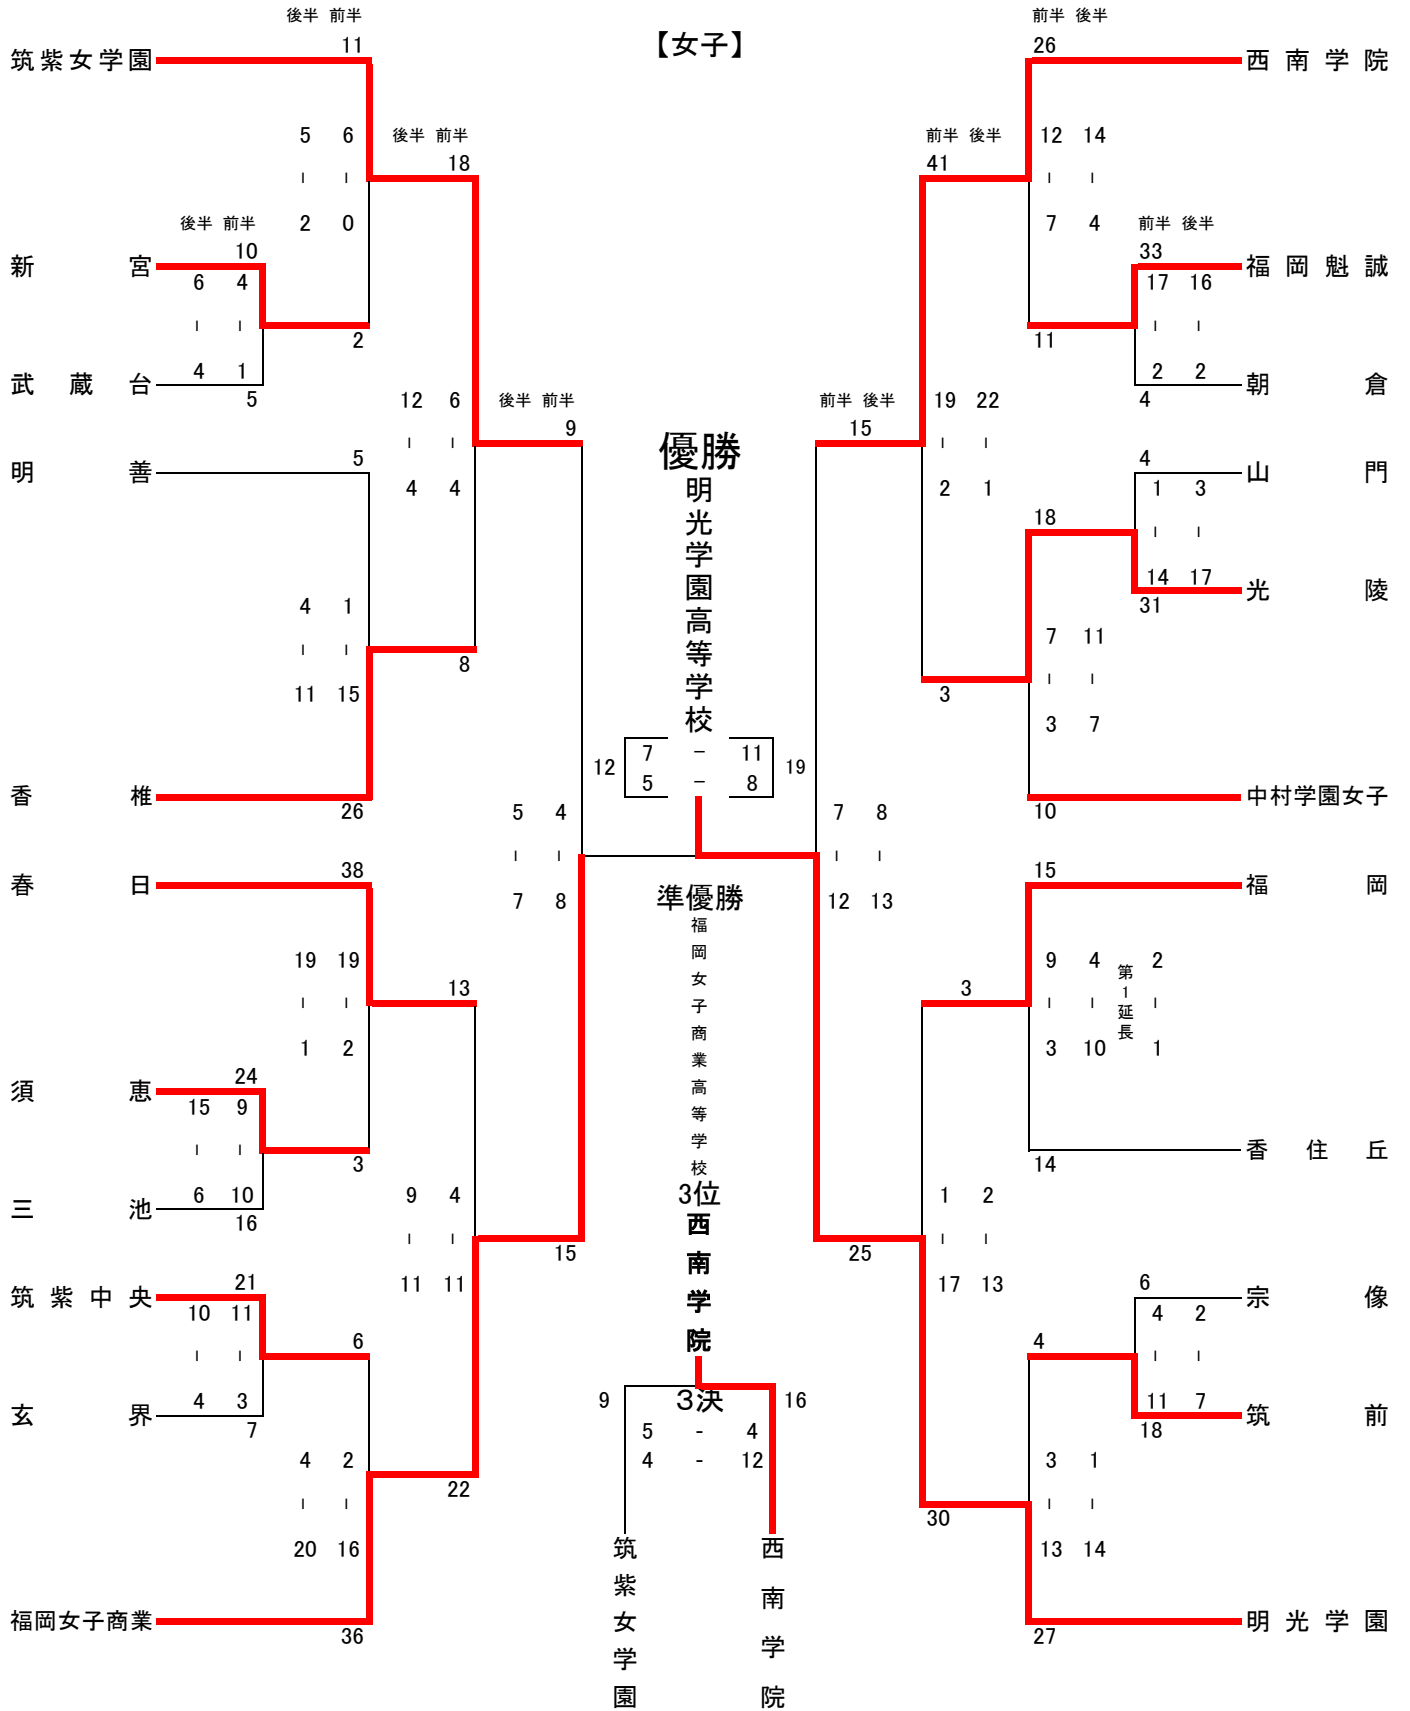 【女子】
後半 前半
11
筑紫女学園
5 6
- -
2 0
後半 前半
18
後半 前半
10
新宮
6 4
- -
4 1
武蔵台
5
2
12 6
- -
4 4
後半 前半
9
明善
5
4 1
- -
11 15
8
香椎
26
5 4
- -
7 8
春日
38
19 19
- -
1 2
13
須恵
24
15 9
- -
6 10
三池
16
3
9 4
- -
11 11
15
筑紫中央
21
10 11
- -
4 3
玄界
7
6
4 2
- -
20 16
22
福岡女子商業
36
優勝
明光学園高等学校
12
7 - 11
5 - 8
19
準優勝
福岡女子商業高等学校
3位
西南学院
3決
9
5 - 4
4 - 12
16
筑紫女学園
西南学院
前半 後半
26
西南学院
12 14
- -
7 4
前半 後半
41
前半 後半
33
福岡魁誠
17 16
- -
2 2
朝倉
4
11
前半 後半
15
19 22
- -
2 1
4
山門
1 3
- -
14 17
光陵
31
18
7 11
- -
3 7
3
中村学園女子
10
7 8
- -
12 13
15
福岡
9 4 第1延長 2
- - -
3 10 1
3
香住丘
14
1 2
- -
17 13
25
6
宗像
4 2
- -
11 7
筑前
18
4
3 1
- -
13 14
30
明光学園
27